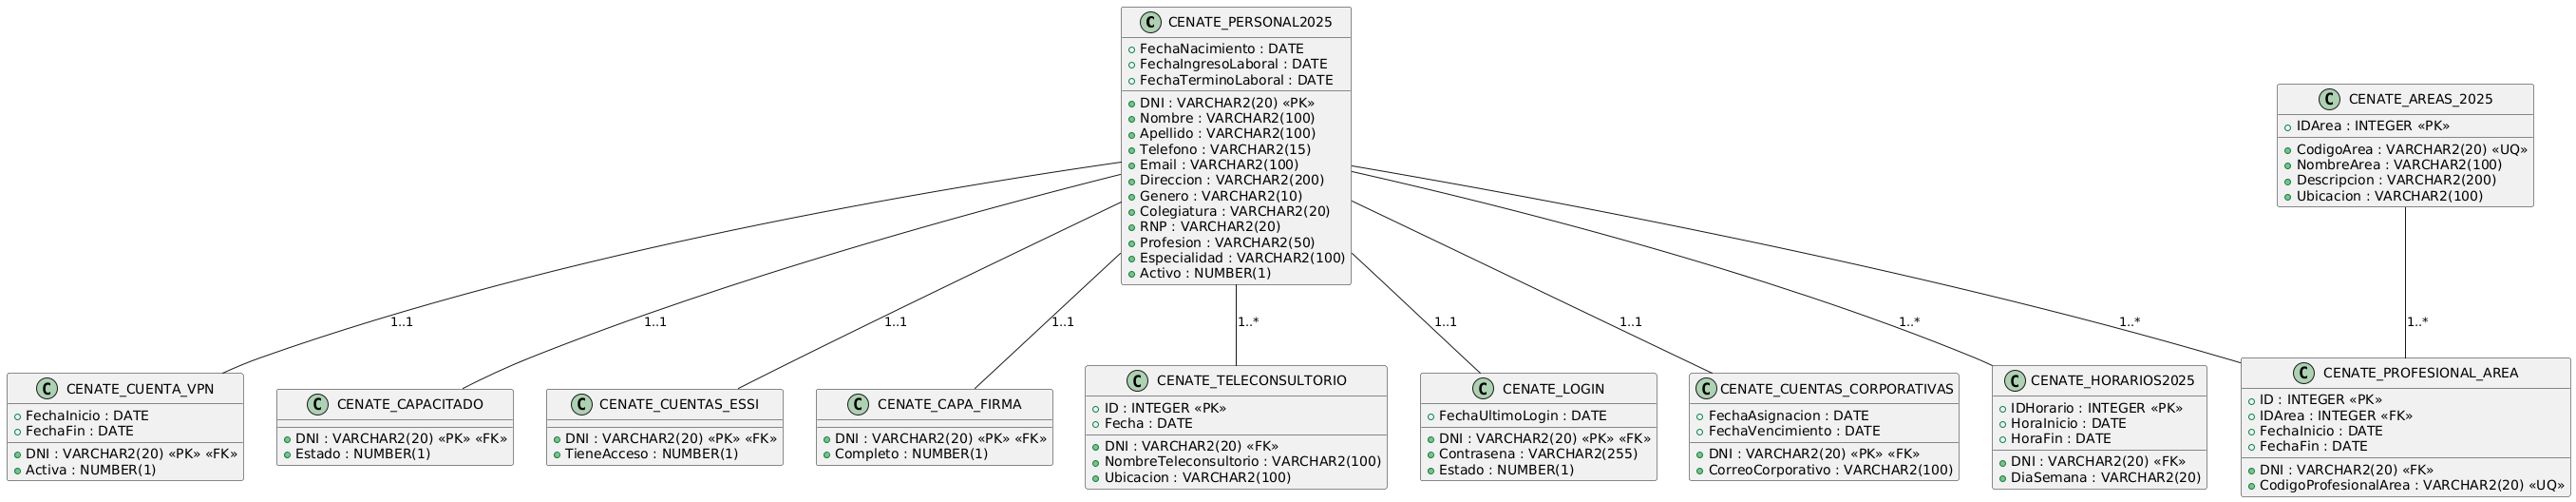 C CENATE_PERSONAL2025
FechaNacimiento : DATE
FechaIngresoLaboral : DATE
FechaTerminoLaboral : DATE
DNI : VARCHAR2(20) «PK»
Nombre : VARCHAR2(100)
Apellido : VARCHAR2(100)
Telefono : VARCHAR2(15)
Email : VARCHAR2(100)
Direccion : VARCHAR2(200)
Genero : VARCHAR2(10)
Colegiatura : VARCHAR2(20)
RNP : VARCHAR2(20)
Profesion : VARCHAR2(50)
Especialidad : VARCHAR2(100)
Activo : NUMBER(1)
C CENATE_AREAS_2025
IDArea : INTEGER «PK»
CodigoArea : VARCHAR2(20) «UQ»
NombreArea : VARCHAR2(100)
Descripcion : VARCHAR2(200)
Ubicacion : VARCHAR2(100)
1..1
1..1
1..1
1..1
1..*
1..1
1..1
1..*
1..*
1..*
C CENATE_CUENTA_VPN
FechaInicio : DATE
FechaFin : DATE
DNI : VARCHAR2(20) «PK» «FK»
Activa : NUMBER(1)
C CENATE_CAPACITADO
DNI : VARCHAR2(20) «PK» «FK»
Estado : NUMBER(1)
C CENATE_CUENTAS_ESSI
DNI : VARCHAR2(20) «PK» «FK»
TieneAcceso : NUMBER(1)
C CENATE_CAPA_FIRMA
DNI : VARCHAR2(20) «PK» «FK»
Completo : NUMBER(1)
C CENATE_TELECONSULTORIO
ID : INTEGER «PK»
Fecha : DATE
DNI : VARCHAR2(20) «FK»
NombreTeleconsultorio : VARCHAR2(100)
Ubicacion : VARCHAR2(100)
C CENATE_LOGIN
FechaUltimoLogin : DATE
DNI : VARCHAR2(20) «PK» «FK»
Contrasena : VARCHAR2(255)
Estado : NUMBER(1)
C CENATE_CUENTAS_CORPORATIVAS
FechaAsignacion : DATE
FechaVencimiento : DATE
DNI : VARCHAR2(20) «PK» «FK»
CorreoCorporativo : VARCHAR2(100)
C CENATE_HORARIOS2025
IDHorario : INTEGER «PK»
HoraInicio : DATE
HoraFin : DATE
DNI : VARCHAR2(20) «FK»
DiaSemana : VARCHAR2(20)
C CENATE_PROFESIONAL_AREA
ID : INTEGER «PK»
IDArea : INTEGER «FK»
FechaInicio : DATE
FechaFin : DATE
DNI : VARCHAR2(20) «FK»
CodigoProfesionalArea : VARCHAR2(20) «UQ»